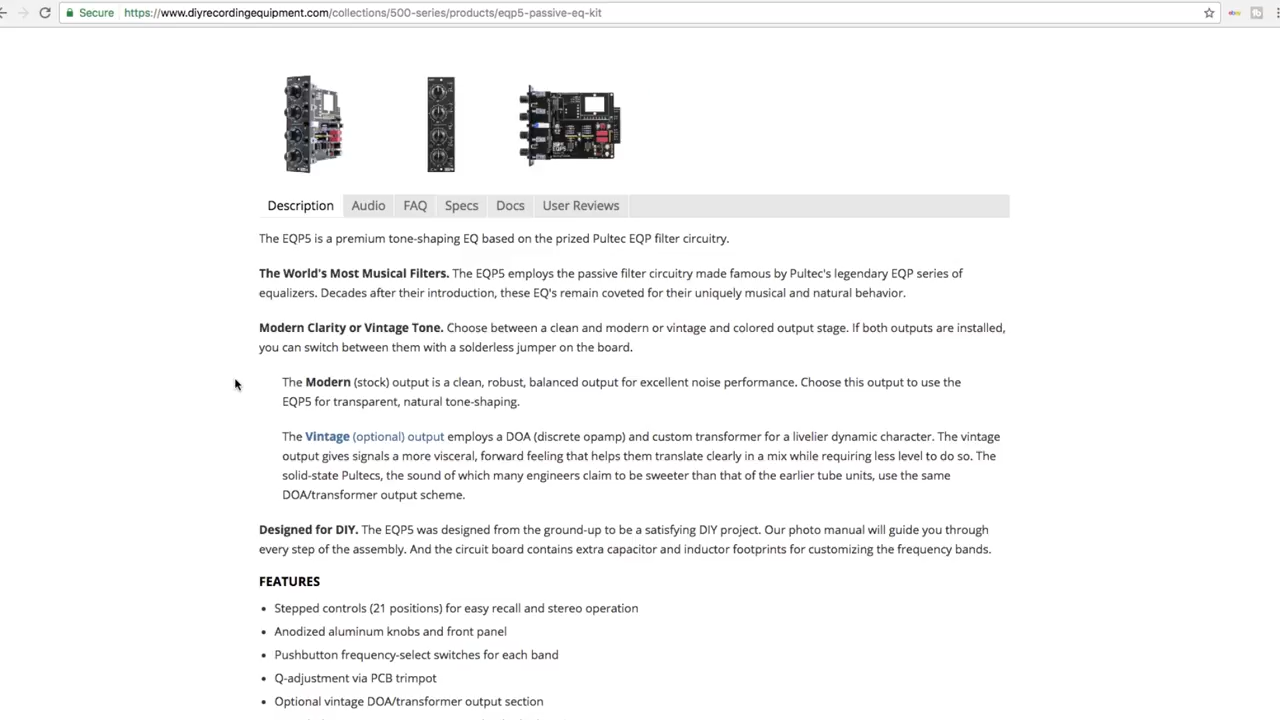 Secure
https://www.diyrecordingequipment.com/collections/500-series/products/eqp5-passive-eq-kit
ebay
Description Audio FAQ Specs Docs User Reviews
The EQP5 is a premium tone-shaping EQ based on the prized Pultec EQP filter circuitry.
The World's Most Musical Filters. The EQP5 employs the passive filter circuitry made famous by Pultec's legendary EQP series of
equalizers. Decades after their introduction, these EQ's remain coveted for their uniquely musical and natural behavior.
Modern Clarity or Vintage Tone. Choose between a clean and modern or vintage and colored output stage. If both outputs are installed,
you can switch between them with a solderless jumper on the board.
The Modern (stock) output is a clean, robust, balanced output for excellent noise performance. Choose this output to use the
EQP5 for transparent, natural tone-shaping.
The Vintage (optional) output employs a DOA (discrete opamp) and custom transformer for a livelier dynamic character. The vintage
output gives signals a more visceral, forward feeling that helps them translate clearly in a mix while requiring less level to do so. The
solid-state Pultecs, the sound of which many engineers claim to be sweeter than that of the earlier tube units, use the same
DOA/transformer output scheme.
Designed for DIY. The EQP5 was designed from the ground-up to be a satisfying DIY project. Our photo manual will guide you through
every step of the assembly. And the circuit board contains extra capacitor and inductor footprints for customizing the frequency bands.
FEATURES
• Stepped controls (21 positions) for easy recall and stereo operation
• Anodized aluminum knobs and front panel
• Pushbutton frequency-select switches for each band
• Q-adjustment via PCB trimpot
• Optional vintage DOA/transformer output section